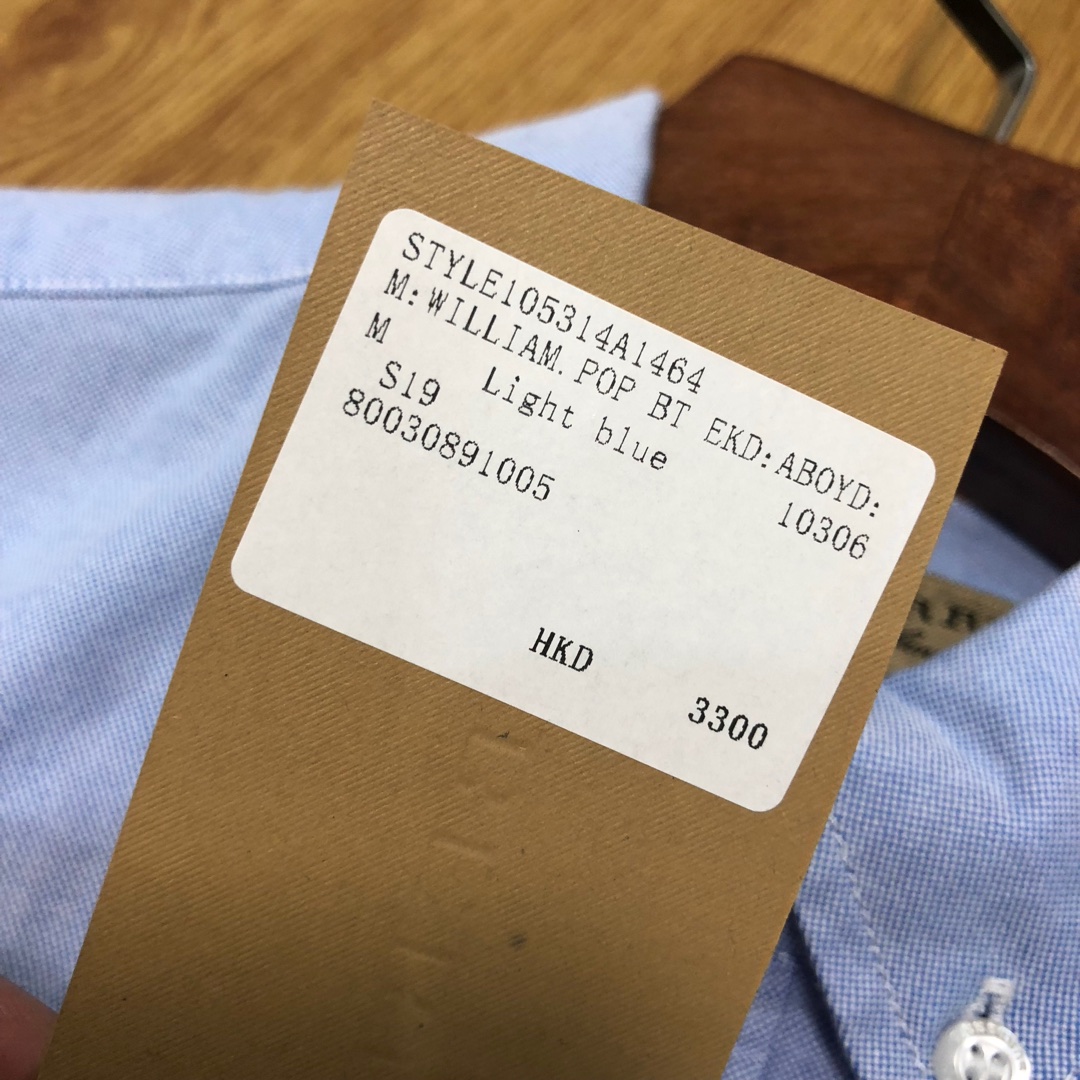 STYLE105314A1464
M:WILLIAM.POP BT EKD:ABOYD:
M Light blue 10306
S19
80030891005
HKD 3300